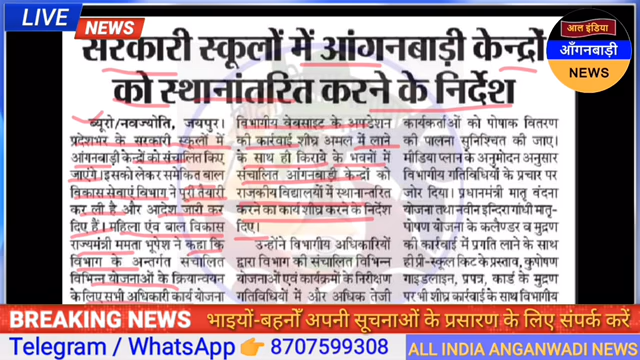 LIVE
NEWS
आल इंडिया
आँगनबाड़ी
NEWS
सरकारी स्कूलों में आंगनबाड़ी केन्द्रों
को स्थानांतरित करने के निर्देश
ब्यूरो/नवज्योति, जयपुर।
प्रदेशभर के सरकारी स्कूलों में
आंगनबाड़ी केन्द्रों को संचालित किए
जाएंगे। इसको लेकर समेकित बाल
विकास सेवाएं विभाग ने पूरी तैयारी
कर ली है और आदेश जारी कर
दिए हैं। महिला एंव बाल विकास
राज्यमंत्री ममता भूपेश ने कहा कि
विभाग के अन्तर्गत संचालित
विभिन्न योजनाओं के क्रियान्वयन
के लिए सभी अधिकारी कार्य योजना
विभागीय वेबसाइट के अपडेशन
की कार्रवाई शीघ्र अमल में लाने
के साथ ही किराये के भवनों में
संचालित आंगनबाड़ी केन्द्रों को
राजकीय विद्यालयों में स्थानान्तरित
करने का कार्य शीघ्र करने के निर्देश
दिए।
उन्होंने विभागीय अधिकारियों
द्वारा विभाग की संचालित विभिन्न
योजनाओं एवं कार्यक्रमों के निरीक्षण
गतिविधियों में और अधिक तेजी
कार्यकर्ताओं को पोषाक वितरण
की पालना सुनिश्चित की जाए।
मीडिया प्लान के अनुमोदन अनुसार
विभागीय गतिविधियों के प्रचार पर
जोर दिया। प्रधानमंत्री मातृ वंदना
योजना तथा नवीन इन्दिरा गांधी मातृ-
पोषण योजना के कलैण्डर व मुद्रण
की कार्रवाई में प्रगति लाने के साथ
ही प्री-स्कूल किट के प्रस्ताव, कुपोषण
गाइडलाइन, प्रपत्र, कार्ड के मुद्रण
पर भी शीघ्र कार्रवाई के साथ विभागीय
BREAKING NEWS
भाइयों-बहनों अपनी सूचनाओं के प्रसारण के लिए संपर्क करें
Telegram / WhatsApp 👉 8707599308
ALL INDIA ANGANWADI NEWS